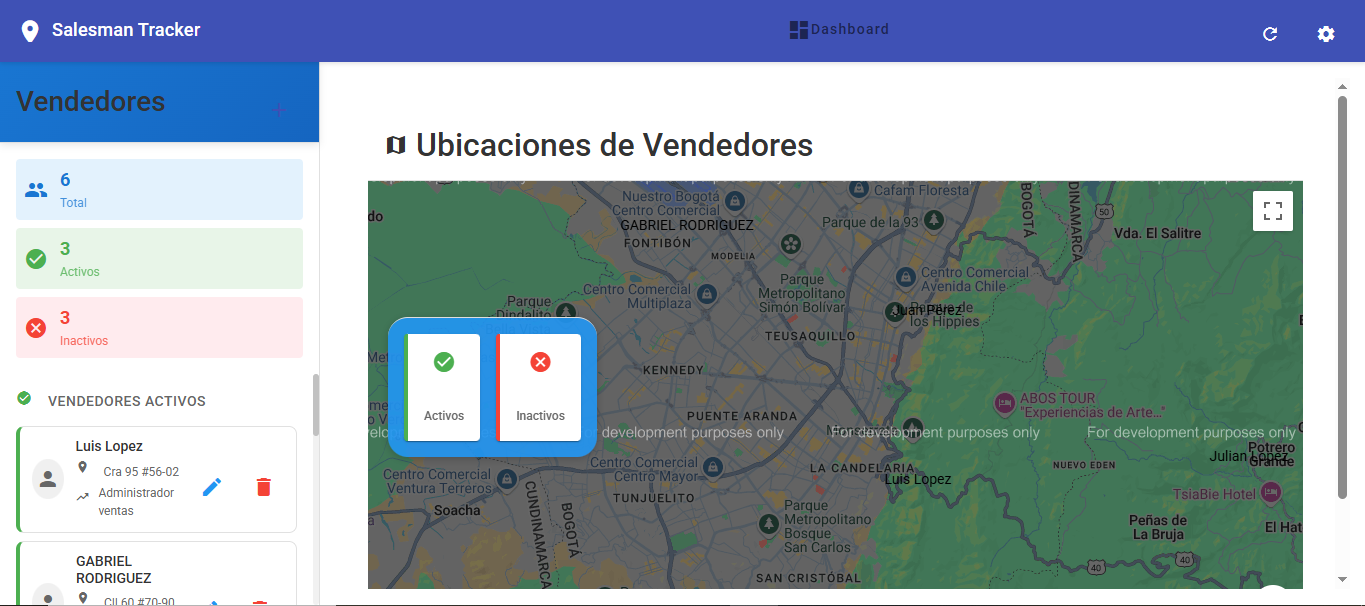 Salesman Tracker
Dashboard
Vendedores
6
Total
3
Activos
3
Inactivos
VENDEDORES ACTIVOS
Luis Lopez
Cra 95 #56-02
Administrador
ventas
GABRIEL
RODRIGUEZ
Cll 60 #70-90
Ubicaciones de Vendedores
Nuestro Bogotá
Centro Comercial
GABRIEL RODRIGUEZ
FONTIBÓN
MODELIA
Cafam Floresta
Parque de la 93
BOGOTÁ
DINAMARCA
50
Vda. El Salitre
Centro Comercial
Multiplaza
Parque
Metropolitano
Simón Bolívar
Centro Comercial
Avenida Chile
Juan Perez
Parque de
los Hippies
Parque
Dindalito
TEUSAQUILLO
KENNEDY
PUENTE ARANDA
ABOS TOUR
"Experiencias de Arte..."
Activos
Inactivos
for development purposes only
For development purposes only
For development purposes only
Centro Comercial
Ventura Terreros
Centro Comercial
Centro Mayor
LA CANDELARIA
Luis Lopez
NUEVO EDEN
Potrero
Grande
Julian Lopez
TUNJUELITO
Soacha
CUNDINAMARCA
BOGOTÁ
Parque
Metropolitano
Bosque
San Carlos
TsiaBie Hotel
Peñas de
La Bruja
El Hat
SAN CRISTÓBAL
40
40